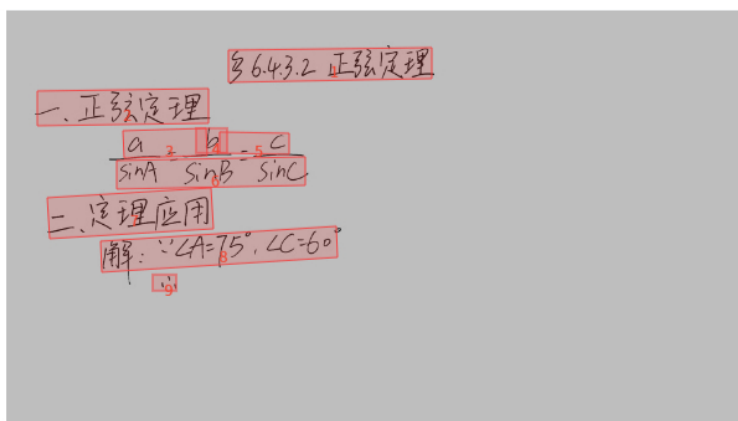 §6.4.3.2 正弦定理
一、正弦定理
a/sinA = b/sinB = c/sinC
二、定理应用
解：∵∠A=75°，∠C=60°
∴